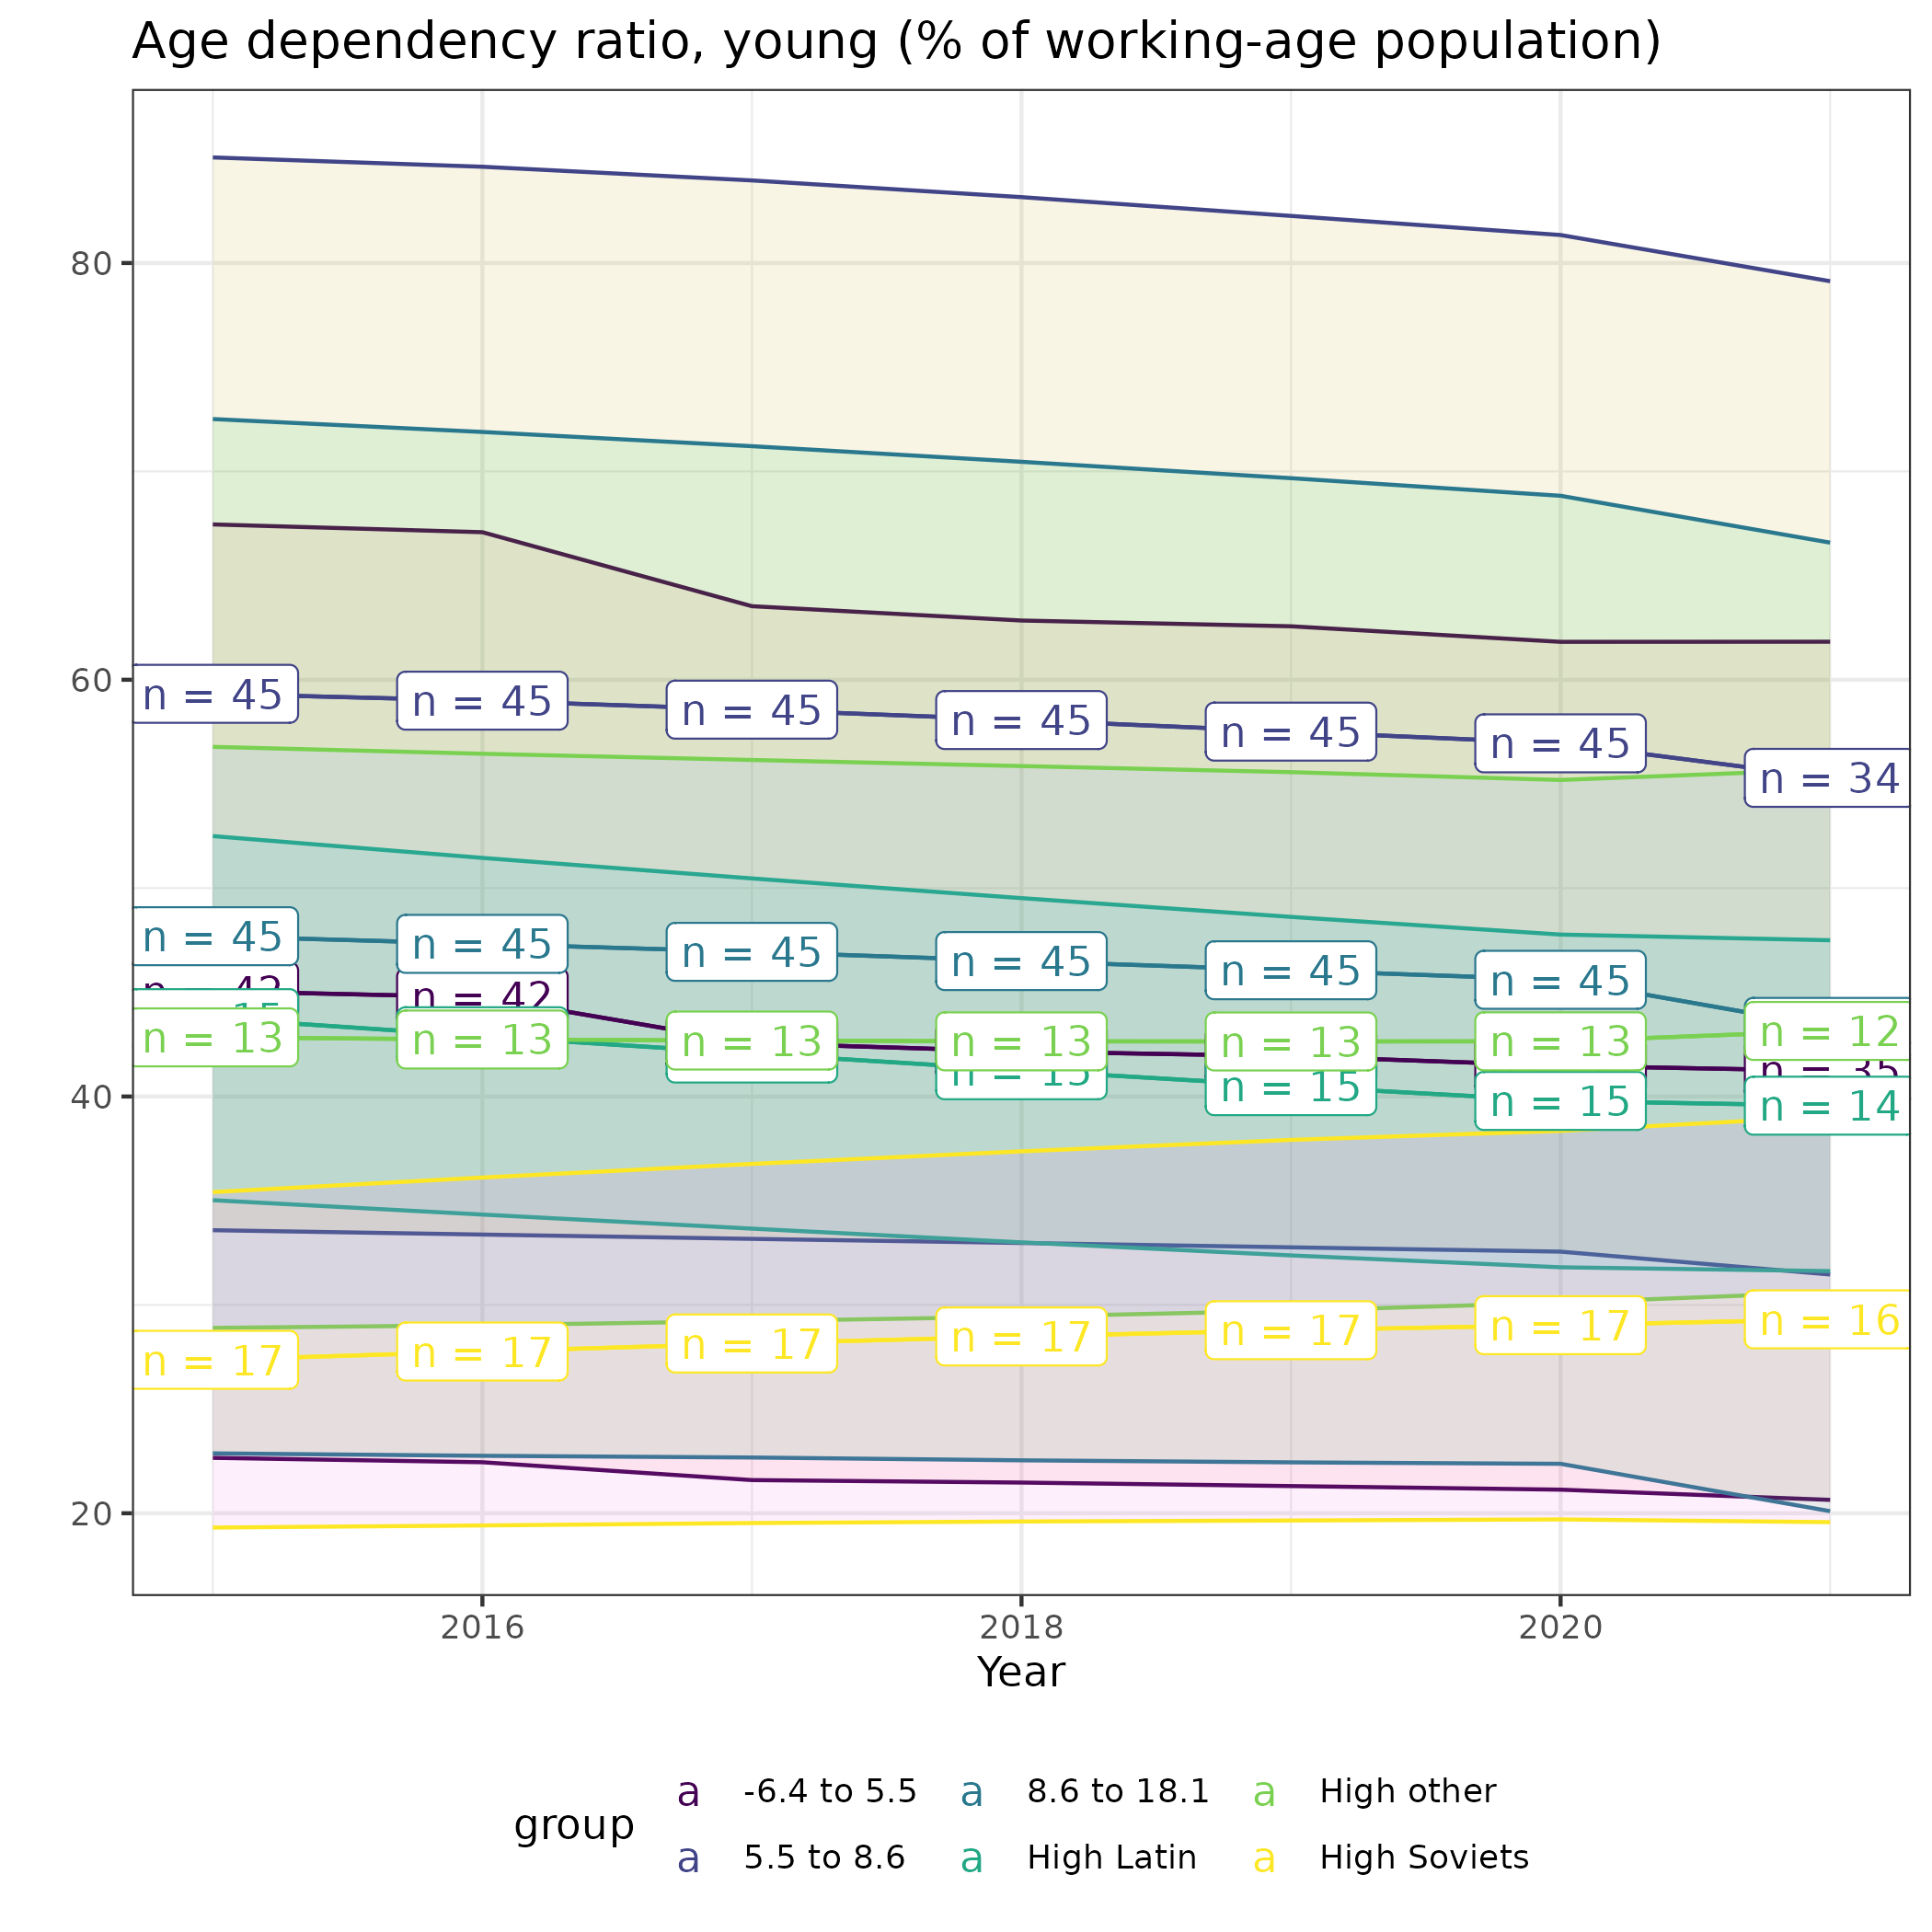 Age dependency ratio, young (% of working-age population)
80
60
n = 45
n = 45
n = 45
n = 45
n = 45
n = 45
n = 34
n = 45
n = 45
n = 45
n = 45
n = 45
n = 45
n = 42
n = 13
n = 13
n = 13
n = 13
n = 13
n = 13
n = 12
n = 15
n = 15
n = 15
n = 35
n = 14
40
n = 17
n = 17
n = 17
n = 17
n = 17
n = 17
n = 16
20
2016 2018 2020
Year
group
a -6.4 to 5.5 a 8.6 to 18.1 a High other
a 5.5 to 8.6 a High Latin a High Soviets